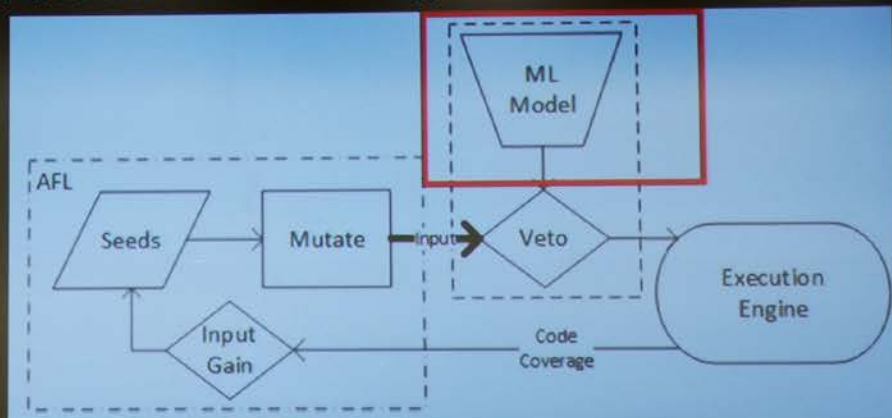 ML
Model
AFL
Seeds
Mutate
Input
Veto
Execution
Engine
Input
Gain
Code
Coverage